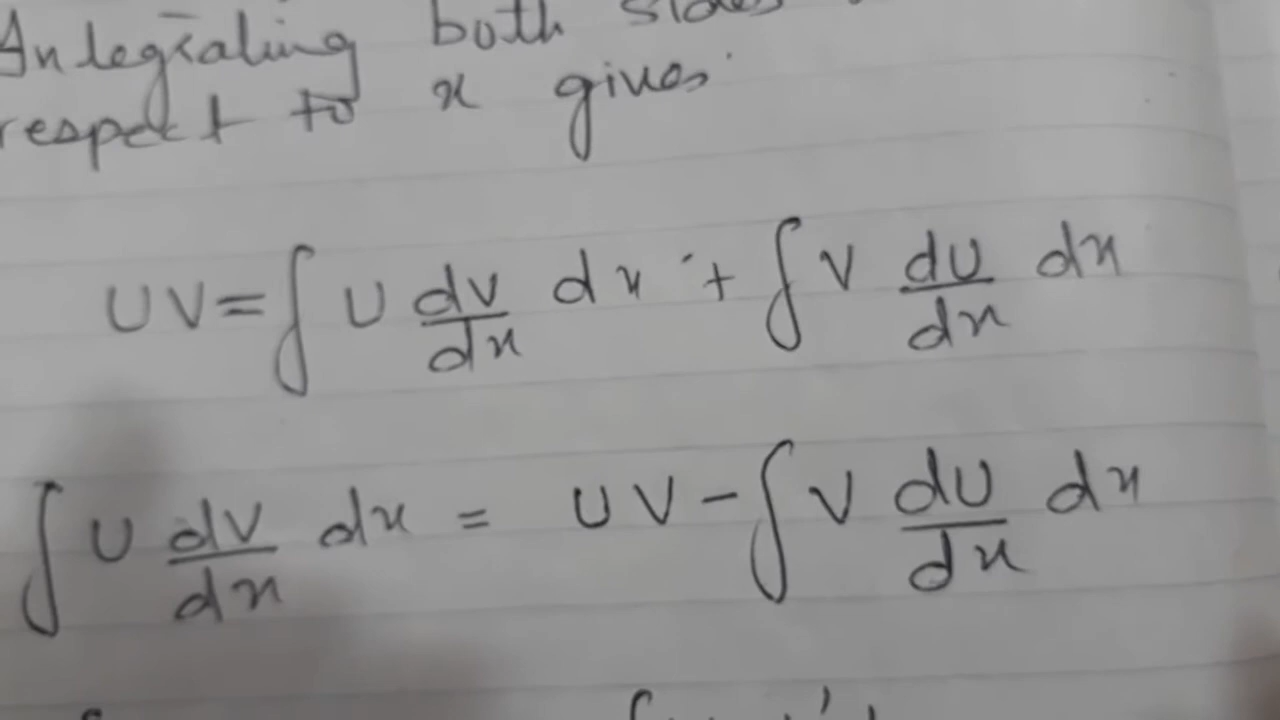 Integrating both sides
respect to x gives
UV = ∫ U dV/dx dx + ∫ V dU/dx dx
∫ U dV/dx dx = UV - ∫ V dU/dx dx